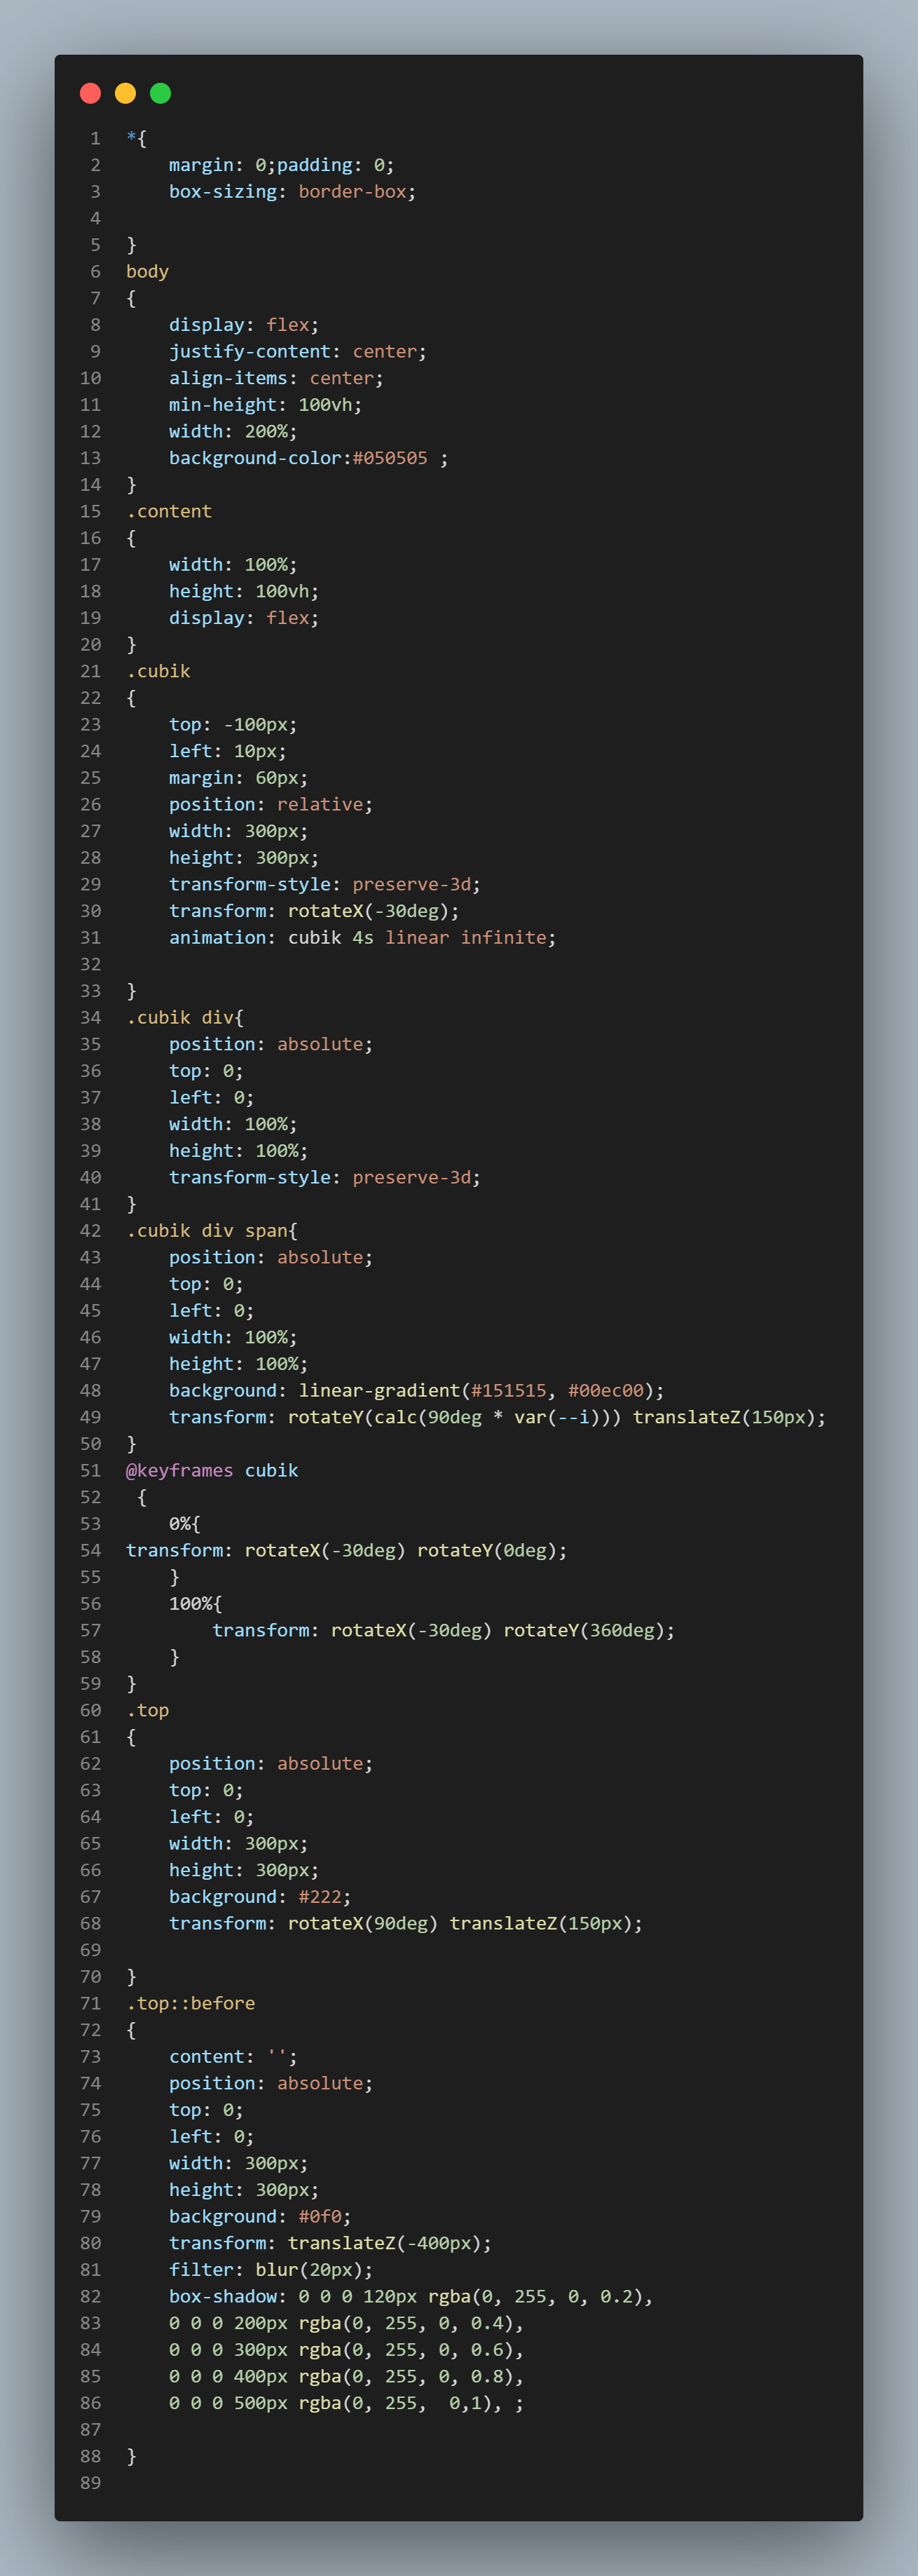 1 *{
2     margin: 0;padding: 0;
3     box-sizing: border-box;
4
5 }
6 body
7 {
8     display: flex;
9     justify-content: center;
10     align-items: center;
11     min-height: 100vh;
12     width: 200%;
13     background-color:#050505 ;
14 }
15 .content
16 {
17     width: 100%;
18     height: 100vh;
19     display: flex;
20 }
21 .cubik
22 {
23     top: -100px;
24     left: 10px;
25     margin: 60px;
26     position: relative;
27     width: 300px;
28     height: 300px;
29     transform-style: preserve-3d;
30     transform: rotateX(-30deg);
31     animation: cubik 4s linear infinite;
32
33 }
34 .cubik div{
35     position: absolute;
36     top: 0;
37     left: 0;
38     width: 100%;
39     height: 100%;
40     transform-style: preserve-3d;
41 }
42 .cubik div span{
43     position: absolute;
44     top: 0;
45     left: 0;
46     width: 100%;
47     height: 100%;
48     background: linear-gradient(#151515, #00ec00);
49     transform: rotateY(calc(90deg * var(--i))) translateZ(150px);
50 }
51 @keyframes cubik
52  {
53     0%{
54 transform: rotateX(-30deg) rotateY(0deg);
55     }
56     100%{
57         transform: rotateX(-30deg) rotateY(360deg);
58     }
59 }
60 .top
61 {
62     position: absolute;
63     top: 0;
64     left: 0;
65     width: 300px;
66     height: 300px;
67     background: #222;
68     transform: rotateX(90deg) translateZ(150px);
69
70 }
71 .top::before
72 {
73     content: '';
74     position: absolute;
75     top: 0;
76     left: 0;
77     width: 300px;
78     height: 300px;
79     background: #0f0;
80     transform: translateZ(-400px);
81     filter: blur(20px);
82     box-shadow: 0 0 0 120px rgba(0, 255, 0, 0.2),
83     0 0 0 200px rgba(0, 255, 0, 0.4),
84     0 0 0 300px rgba(0, 255, 0, 0.6),
85     0 0 0 400px rgba(0, 255, 0, 0.8),
86     0 0 0 500px rgba(0, 255,  0,1), ;
87
88 }
89